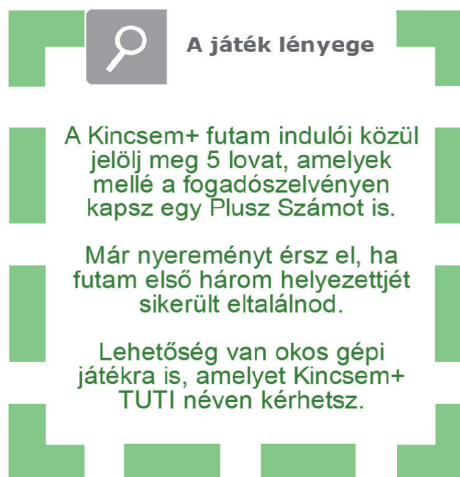 A játék lényege
A Kincsem+ futam indulói közül
jelölj meg 5 lovat, amelyek
mellé a fogadószelvényen
kapsz egy Plusz Számot is.
Már nyereményt érsz el, ha
futam első három helyezettjét
sikerült eltalálnod.
Lehetőség van okos gépi
játékra is, amelyet Kincsem+
TUTI néven kérhetsz.